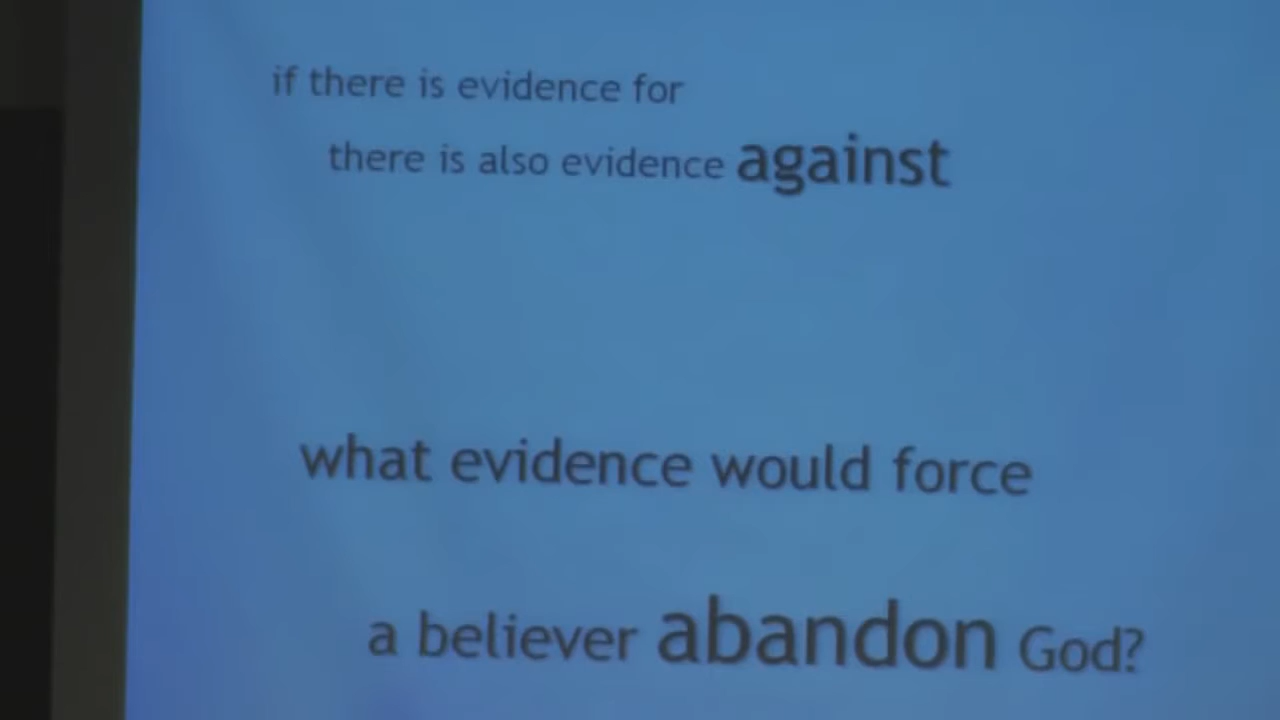 if there is evidence for
there is also evidence against
what evidence would force
a believer abandon God?